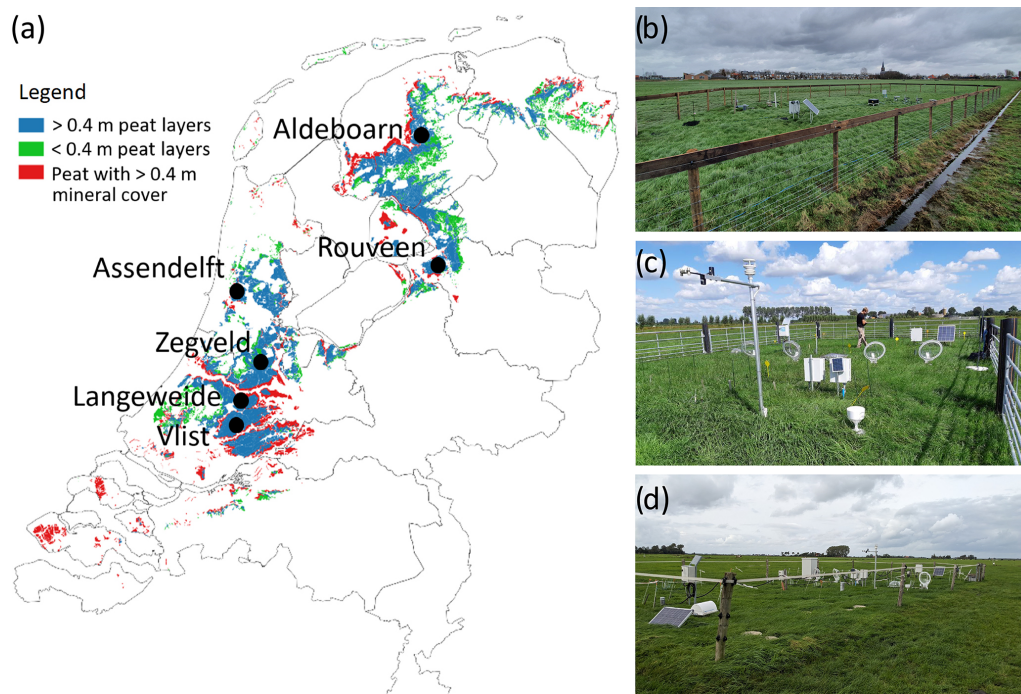 (a)
Legend
> 0.4 m peat layers
< 0.4 m peat layers
Peat with > 0.4 m
mineral cover
Aldeboarn
Rouveen
Assendelft
Zegveld
Langeweide
Vlist
(b)
(c)
(d)